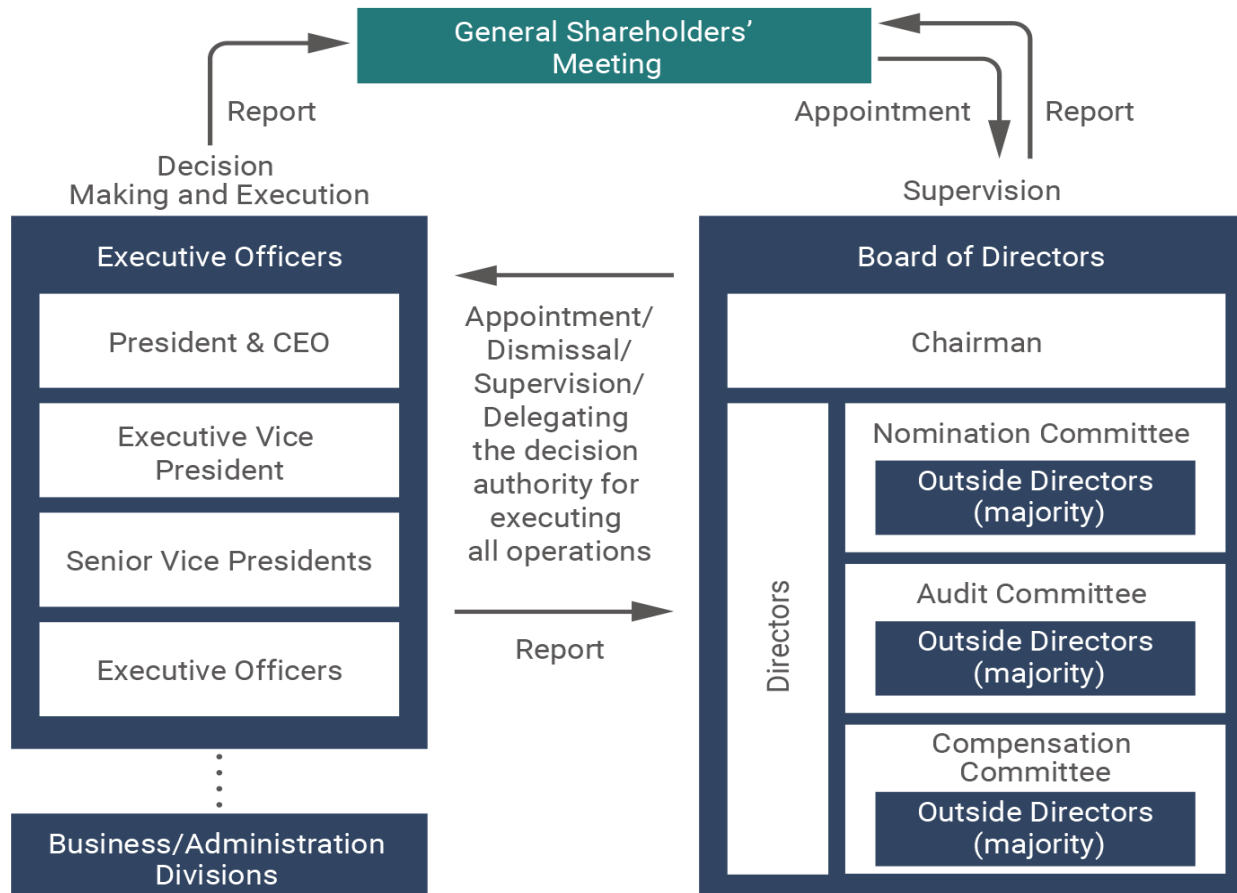 General Shareholders’
Meeting
Report
Appointment
Report
Decision
Making and Execution
Supervision
Executive Officers
President & CEO
Executive Vice
President
Senior Vice Presidents
Executive Officers
Business/Administration
Divisions
Appointment/
Dismissal/
Supervision/
Delegating
the decision
authority for
executing
all operations
Report
Board of Directors
Chairman
Directors
Nomination Committee
Outside Directors
(majority)
Audit Committee
Outside Directors
(majority)
Compensation
Committee
Outside Directors
(majority)